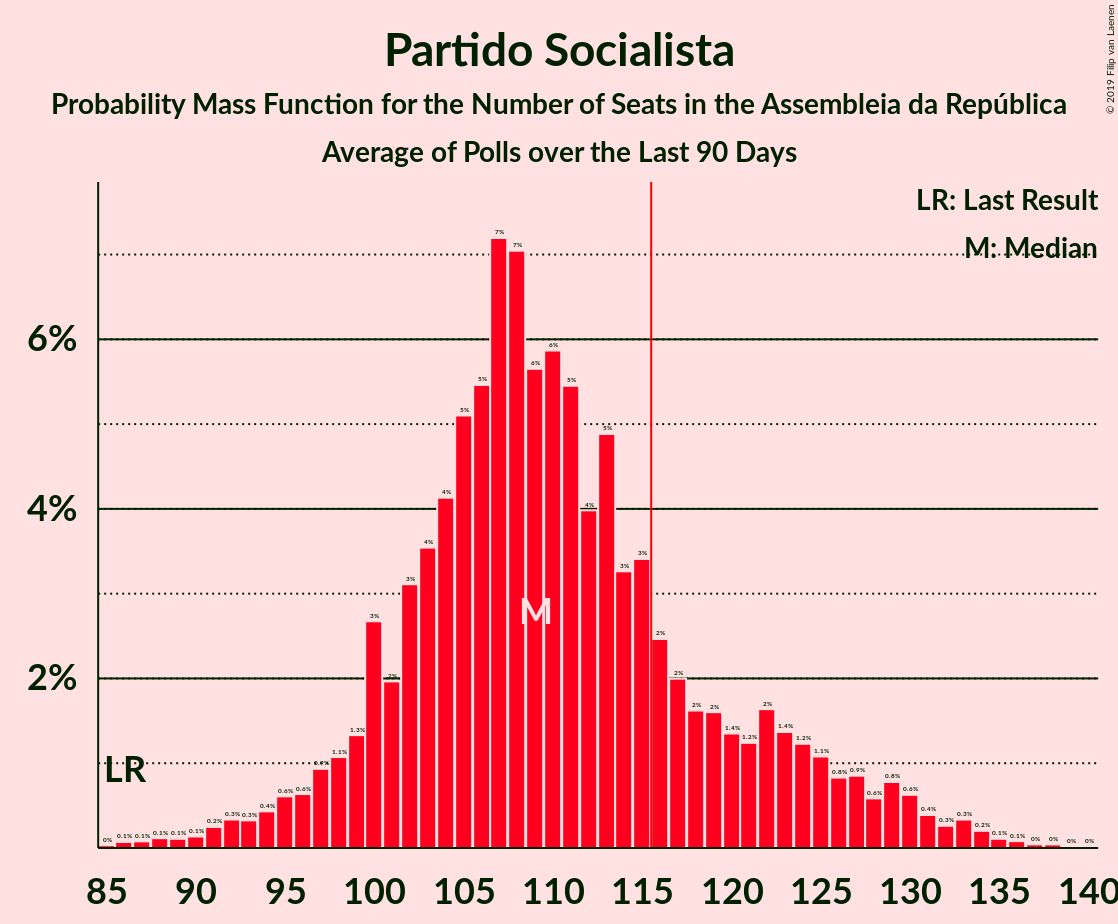 Partido Socialista
Probability Mass Function for the Number of Seats in the Assembleia da República
Average of Polls over the Last 90 Days
© 2019 Filip van Laenen
LR: Last Result
M: Median
6%
4%
2%
LR
M
0% 0.1% 0.1% 0.1% 0.1% 0.1% 0.2% 0.3% 0.3% 0.4% 0.6% 0.6% 0.9% 1.1% 1.3% 3% 2% 3% 4% 4% 5% 5% 7% 7% 6% 6% 5% 4% 5% 3% 3% 2% 2% 2% 2% 1.4% 1.2% 2% 1.4% 1.2% 1.1% 0.8% 0.9% 0.6% 0.8% 0.6% 0.4% 0.3% 0.3% 0.2% 0.1% 0.1% 0% 0% 0% 0%
85 90 95 100 105 110 115 120 125 130 135 140